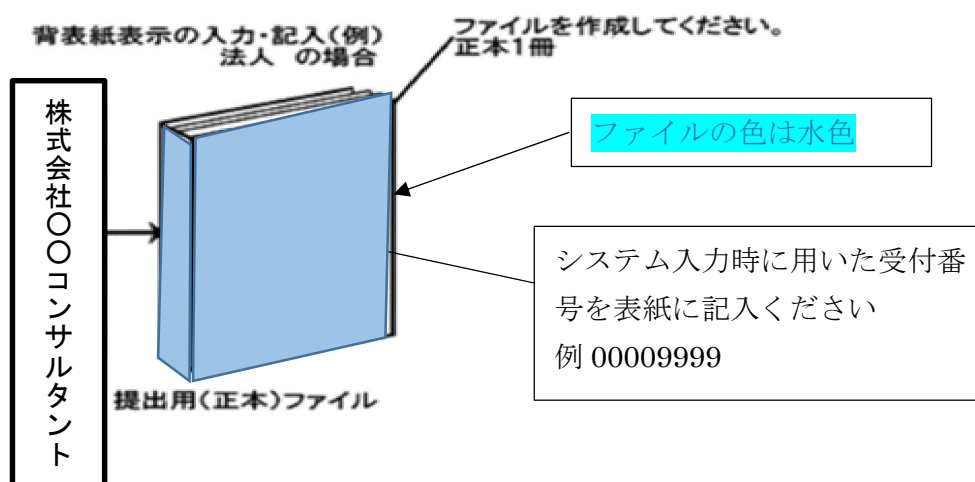 背表紙表示の入力・記入(例)
法人 の場合
ファイルを作成してください。
正本1冊
株式会社〇〇コンサルタント
ファイルの色は水色
システム入力時に用いた受付番
号を表紙に記入ください
例 00009999
提出用(正本)ファイル